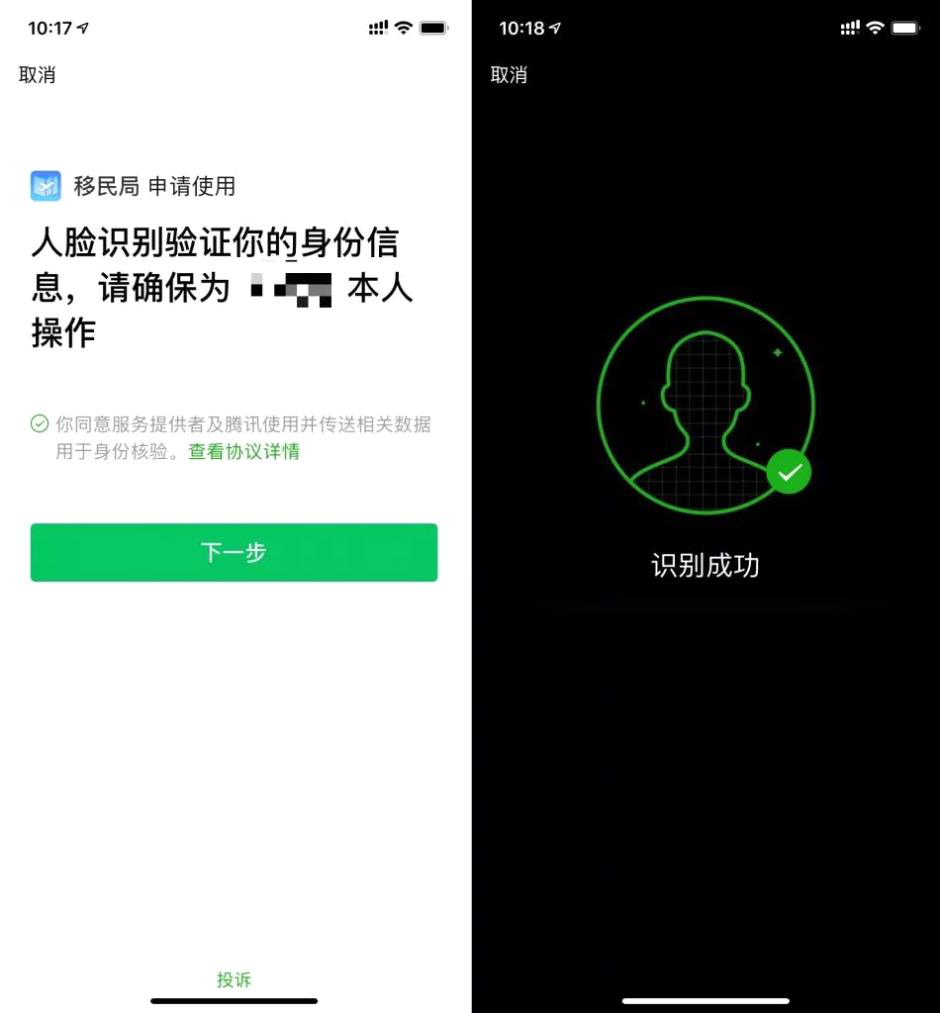 10:17
取消
移民局 申请使用
人脸识别验证你的身份信
息，请确保为 本人
操作
你同意服务提供者及腾讯使用并传送相关数据
用于身份核验。查看协议详情
下一步
投诉
10:18
取消
识别成功